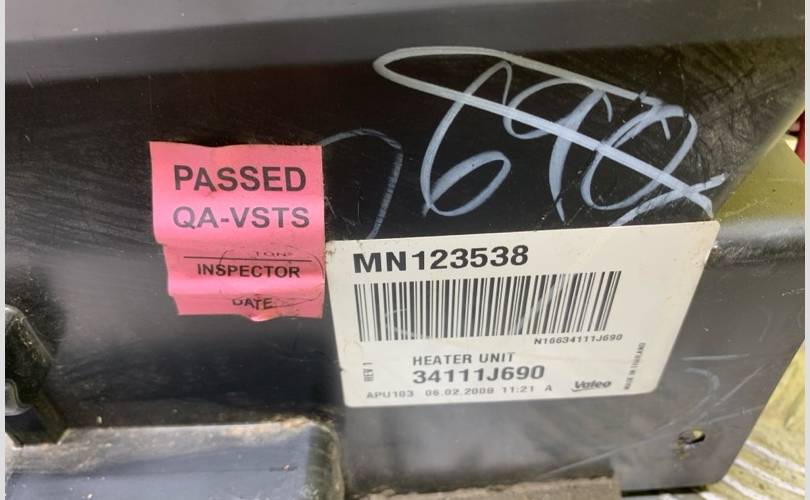 690
PASSED
QA-VSTS
INSPECTOR
DATE
MN123538
N16634111J690
REV 1
HEATER UNIT
34111J690
APU103 06.02.2008 11:21 A
Valeo
MADE IN THAILAND